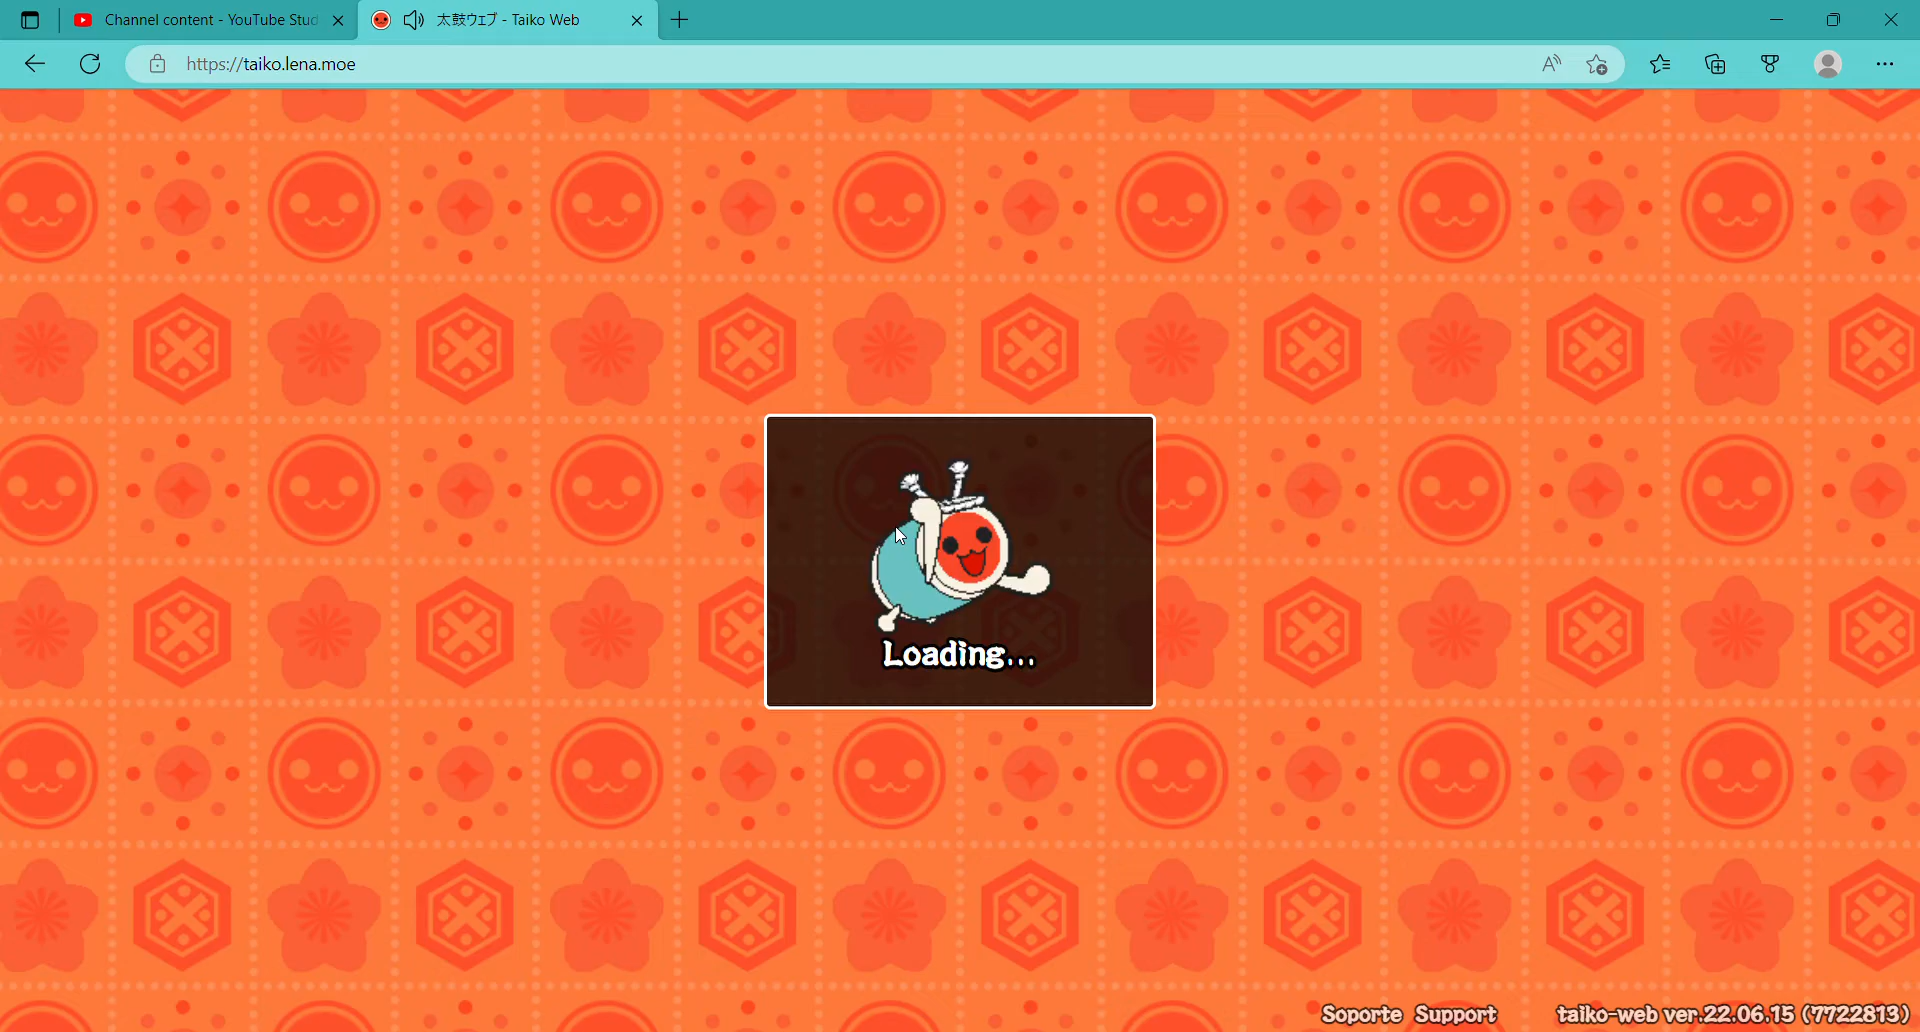 Channel content - YouTube Stud
太鼓ウェブ - Taiko Web
https://taiko.lena.moe
Loading...
Soporte Support
taiko-web ver.22.06.15 (7722813)